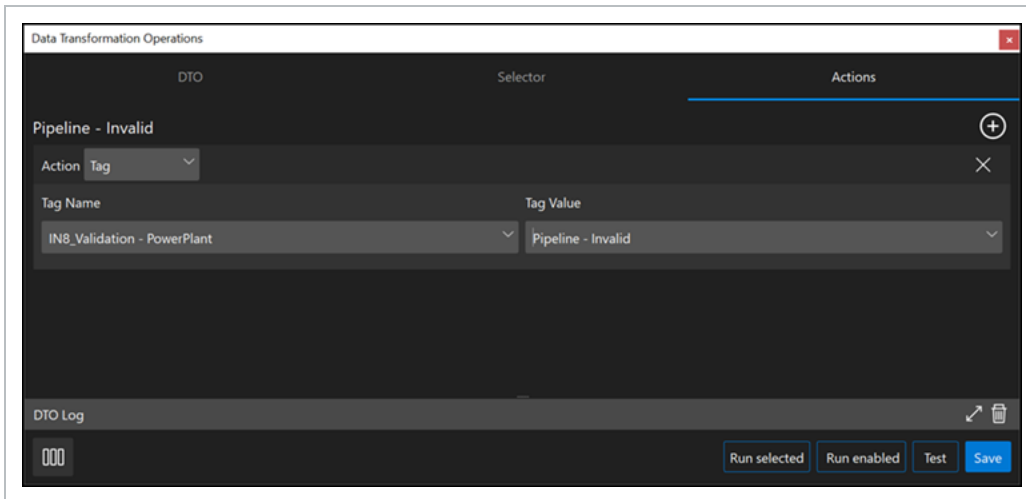 Data Transformation Operations
DTO Selector Actions
Pipeline - Invalid
Action Tag
Tag Name Tag Value
IN8_Validation - PowerPlant Pipeline - Invalid
DTO Log
Run selected Run enabled Test Save